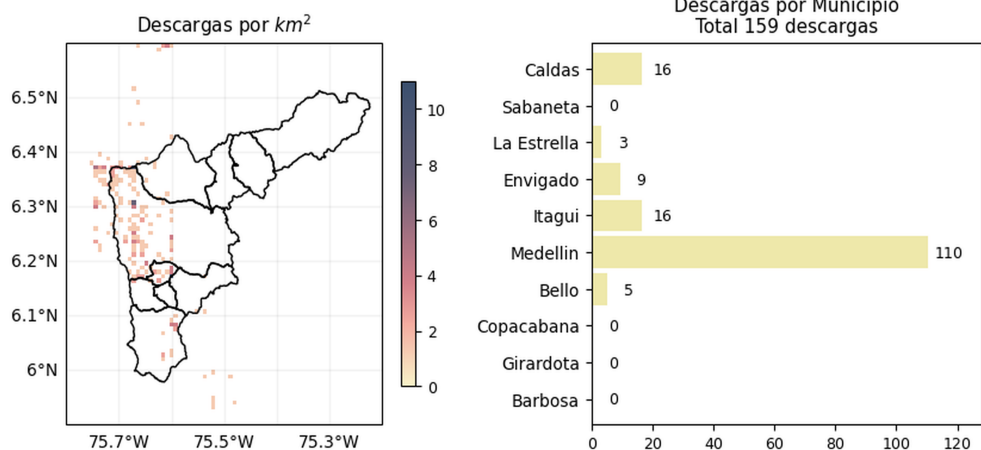 Descargas por km²
6.5°N
6.4°N
6.3°N
6.2°N
6.1°N
6°N
75.7°W 75.5°W 75.3°W
10
8
6
4
2
0
Descargas por Municipio
Total 159 descargas
Caldas 16
Sabaneta 0
La Estrella 3
Envigado 9
Itagui 16
Medellin 110
Bello 5
Copacabana 0
Girardota 0
Barbosa 0
0 20 40 60 80 100 120